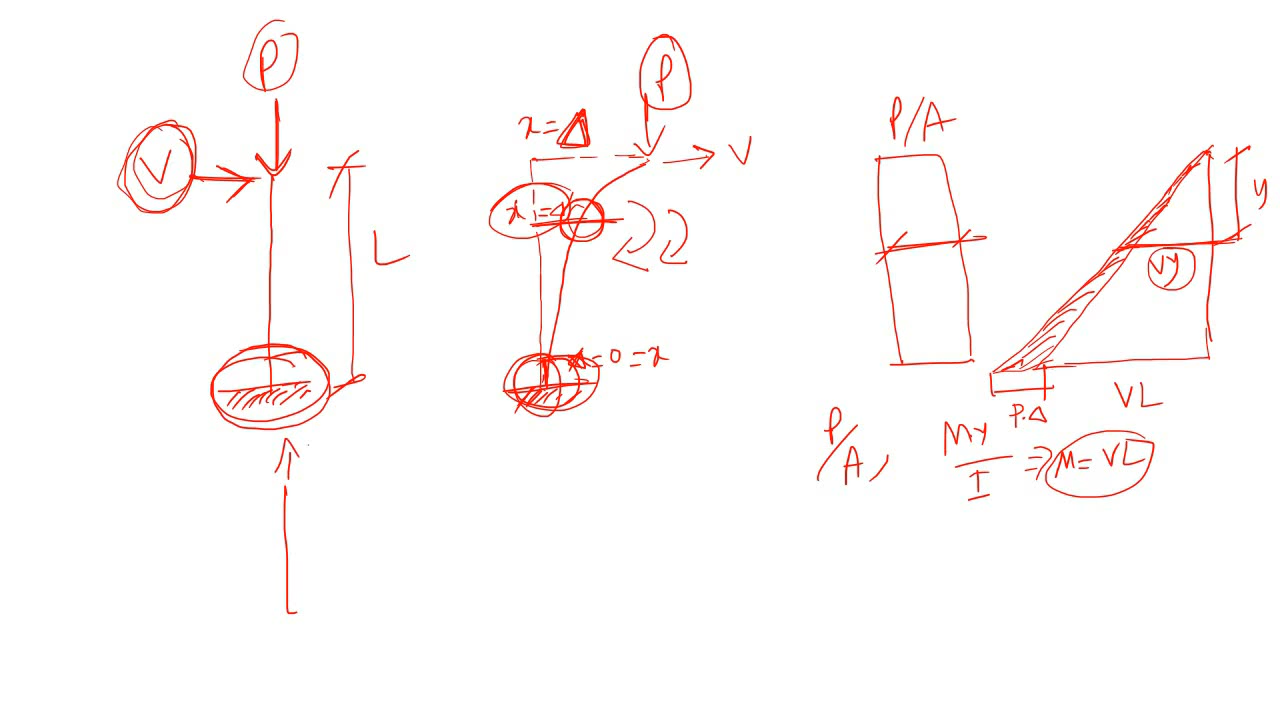 P
V
L
P
x = Δ
V
Δ = 0 = x
P/A
y
Vy
P.Δ
VL
P/A, My/I ⇒ M = VL